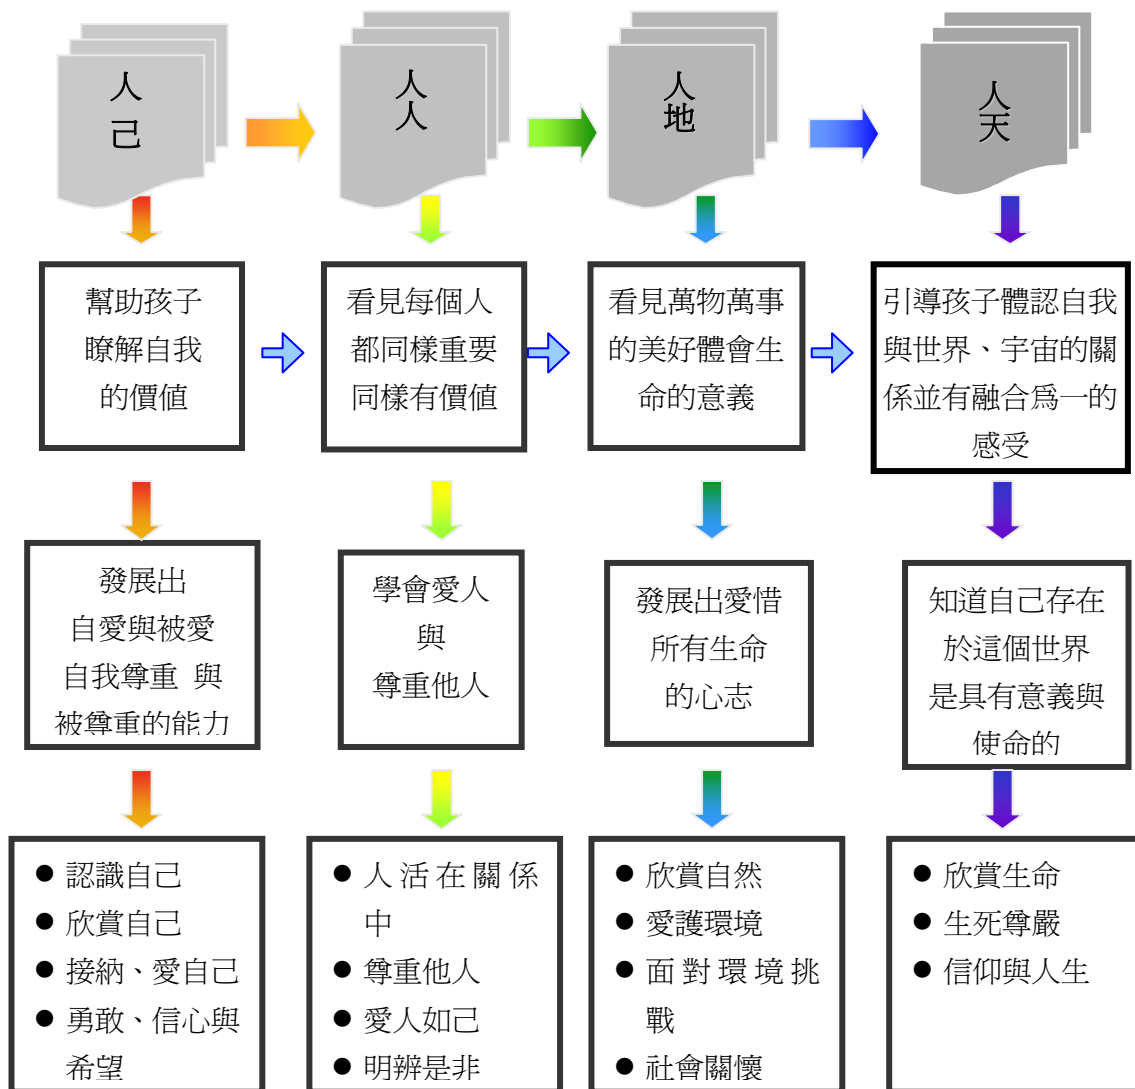 人
己
人
人
人
地
人
天
幫助孩子
瞭解自我
的價值
看見每個人
都同樣重要
同樣有價值
看見萬物萬事
的美好體會生
命的意義
引導孩子體認自我
與世界、宇宙的關
係並有融合為一的
感受
發展出
自愛與被愛
自我尊重 與
被尊重的能力
學會愛人
與
尊重他人
發展出愛惜
所有生命
的心志
知道自己存在
於這個世界
是具有意義與
使命的
● 認識自己
● 欣賞自己
● 接納、愛自己
● 勇敢、信心與
希望
● 人活在關係
中
● 尊重他人
● 愛人如己
● 明辨是非
● 欣賞自然
● 愛護環境
● 面對環境挑
戰
● 社會關懷
● 欣賞生命
● 生死尊嚴
● 信仰與人生